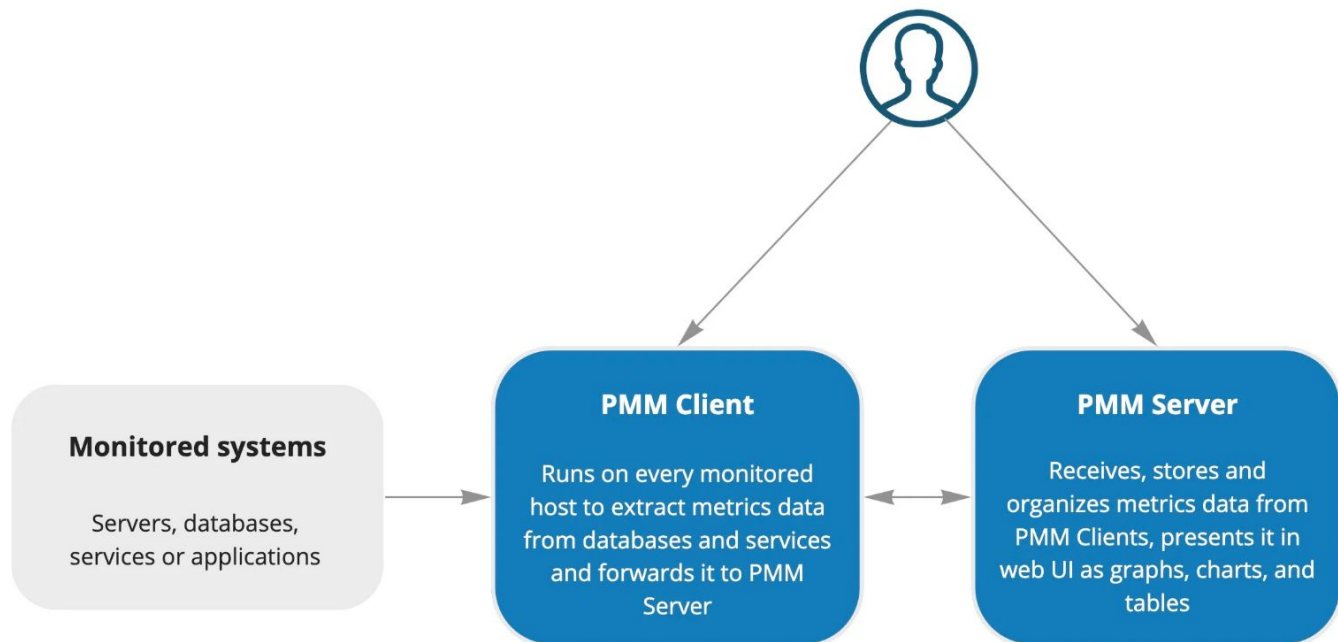 Monitored systems
Servers, databases,
services or applications
PMM Client
Runs on every monitored
host to extract metrics data
from databases and services
and forwards it to PMM
Server
PMM Server
Receives, stores and
organizes metrics data from
PMM Clients, presents it in
web UI as graphs, charts, and
tables